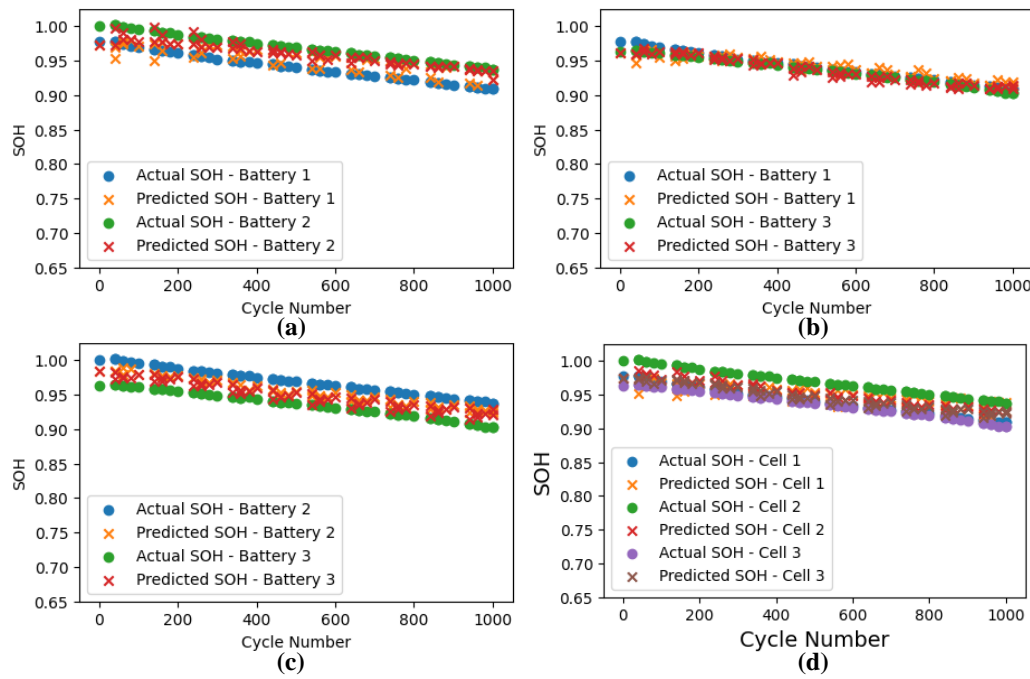 1.00
0.95
0.90
0.85
0.80
0.75
0.70
0.65
SOH
Actual SOH - Battery 1
Predicted SOH - Battery 1
Actual SOH - Battery 2
Predicted SOH - Battery 2
0 200 400 600 800 1000
Cycle Number
(a)
1.00
0.95
0.90
0.85
0.80
0.75
0.70
0.65
SOH
Actual SOH - Battery 1
Predicted SOH - Battery 1
Actual SOH - Battery 3
Predicted SOH - Battery 3
0 200 400 600 800 1000
Cycle Number
(b)
1.00
0.95
0.90
0.85
0.80
0.75
0.70
0.65
SOH
Actual SOH - Battery 2
Predicted SOH - Battery 2
Actual SOH - Battery 3
Predicted SOH - Battery 3
0 200 400 600 800 1000
Cycle Number
(c)
1.00
0.95
0.90
0.85
0.80
0.75
0.70
0.65
SOH
Actual SOH - Cell 1
Predicted SOH - Cell 1
Actual SOH - Cell 2
Predicted SOH - Cell 2
Actual SOH - Cell 3
Predicted SOH - Cell 3
0 200 400 600 800 1000
Cycle Number
(d)